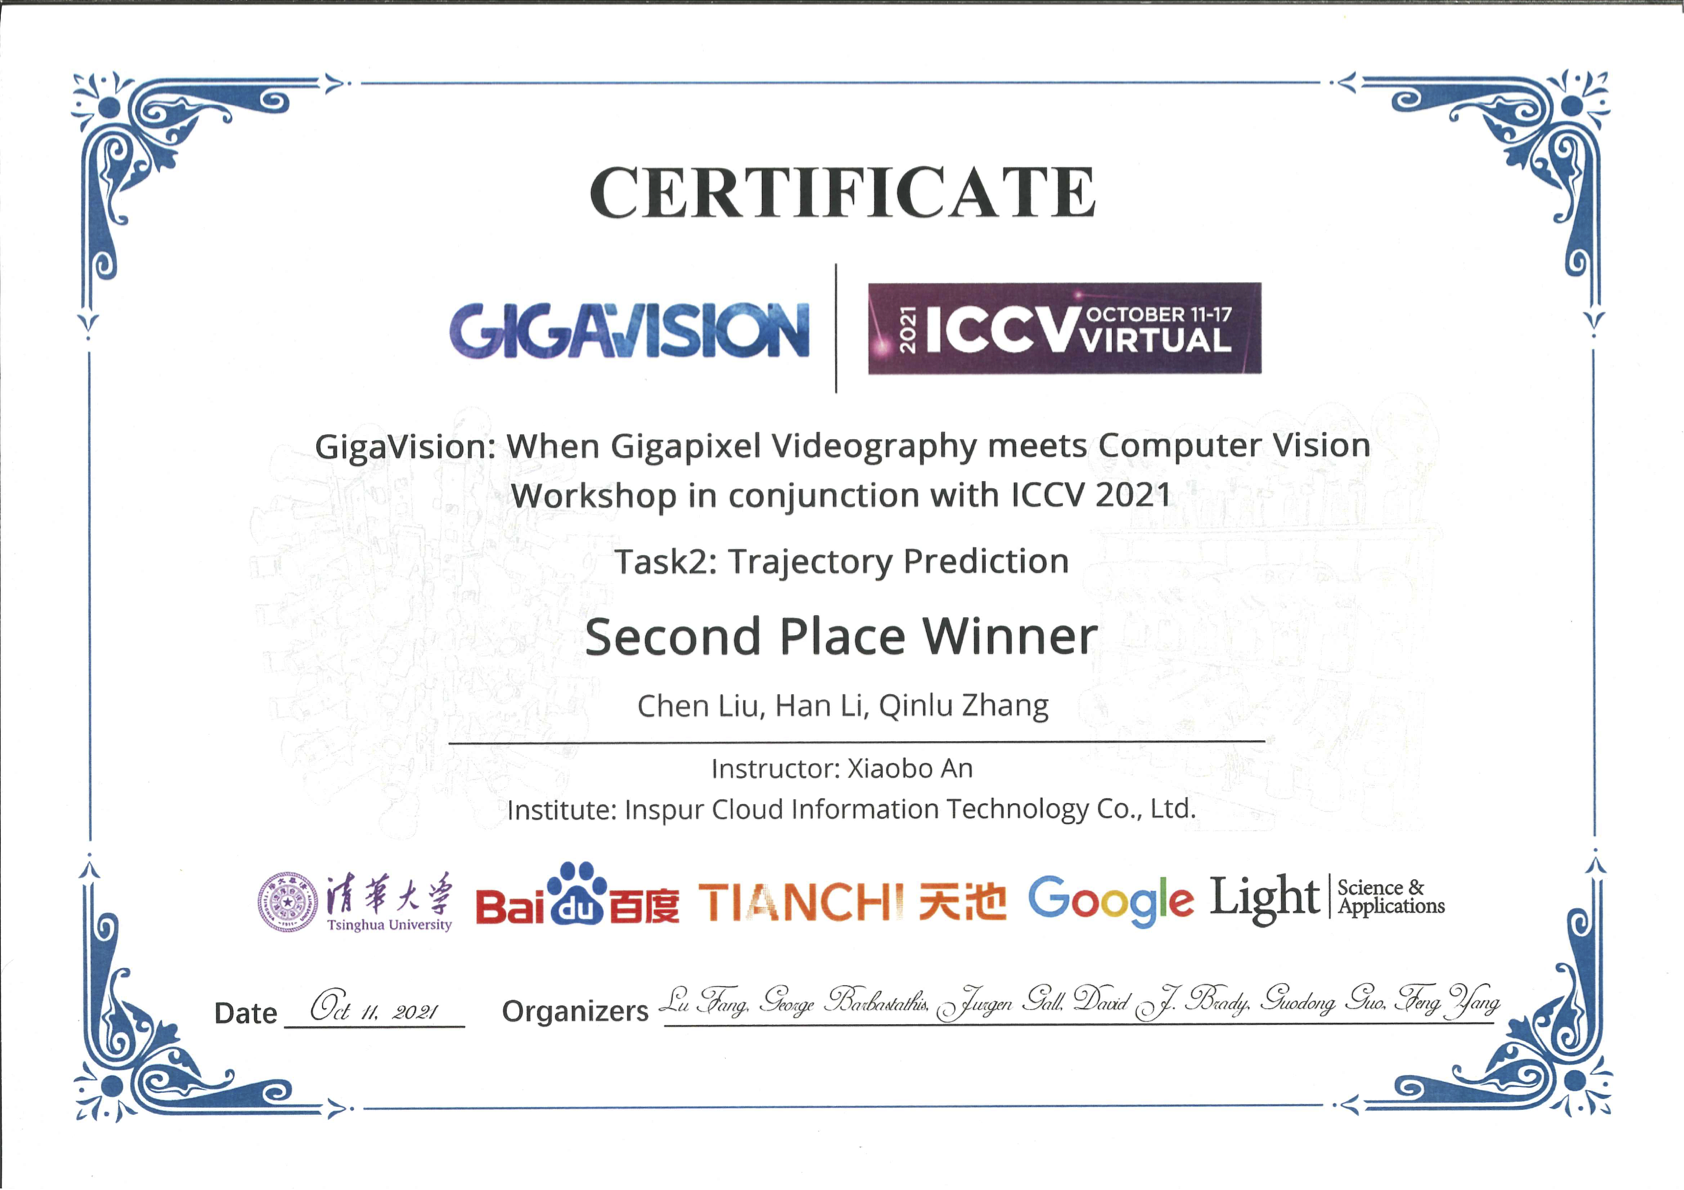 CERTIFICATE
GIGAVISION
2021 ICCV OCTOBER 11-17 VIRTUAL
GigaVision: When Gigapixel Videography meets Computer Vision
Workshop in conjunction with ICCV 2021
Task2: Trajectory Prediction
Second Place Winner
Chen Liu, Han Li, Qinlu Zhang
Instructor: Xiaobo An
Institute: Inspur Cloud Information Technology Co., Ltd.
清華大学 Tsinghua University Baidu百度 TIANCHI 天池 Google Light Science & Applications
Date Oct 11, 2021 Organizers Lu Fang, George Barbastathis, Jurgen Gall, David J. Brady, Guodong Guo, Feng Yang